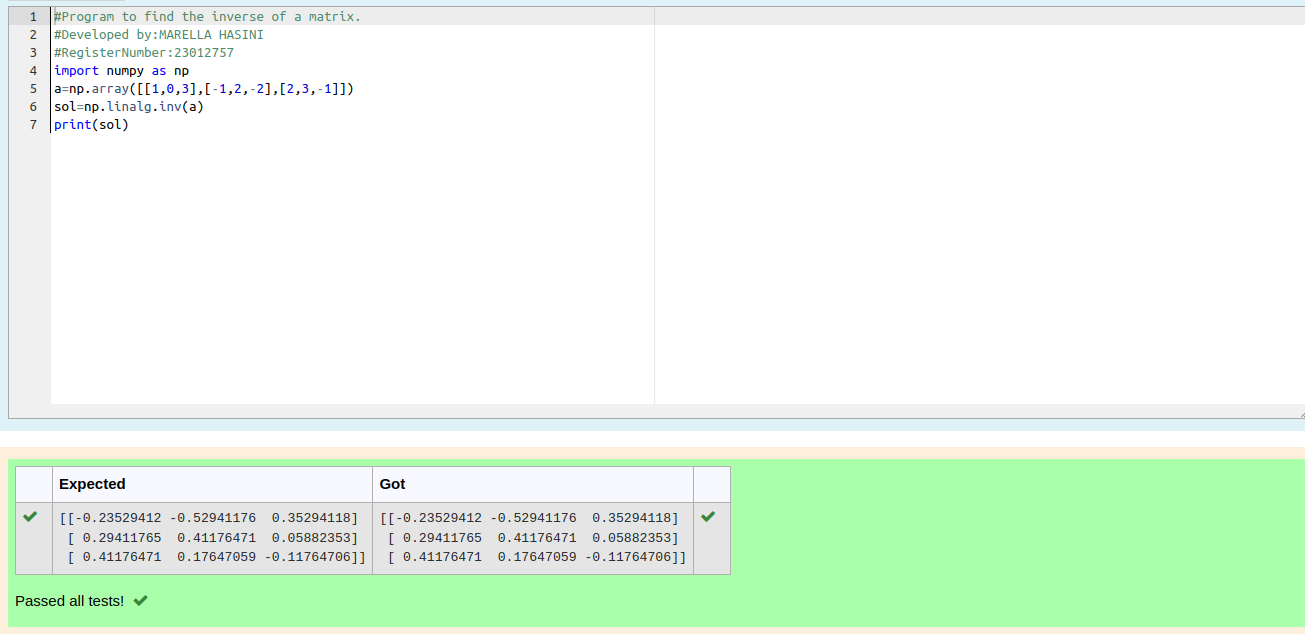 1 #Program to find the inverse of a matrix.
2 #Developed by:MARELLA HASINI
3 #RegisterNumber:23012757
4 import numpy as np
5 a=np.array([[1,0,3],[-1,2,-2],[2,3,-1]])
6 sol=np.linalg.inv(a)
7 print(sol)
Expected Got
[[-0.23529412 -0.52941176  0.35294118] [[-0.23529412 -0.52941176  0.35294118]
[ 0.29411765  0.41176471  0.05882353] [ 0.29411765  0.41176471  0.05882353]
[ 0.41176471  0.17647059 -0.11764706]] [ 0.41176471  0.17647059 -0.11764706]]
Passed all tests!